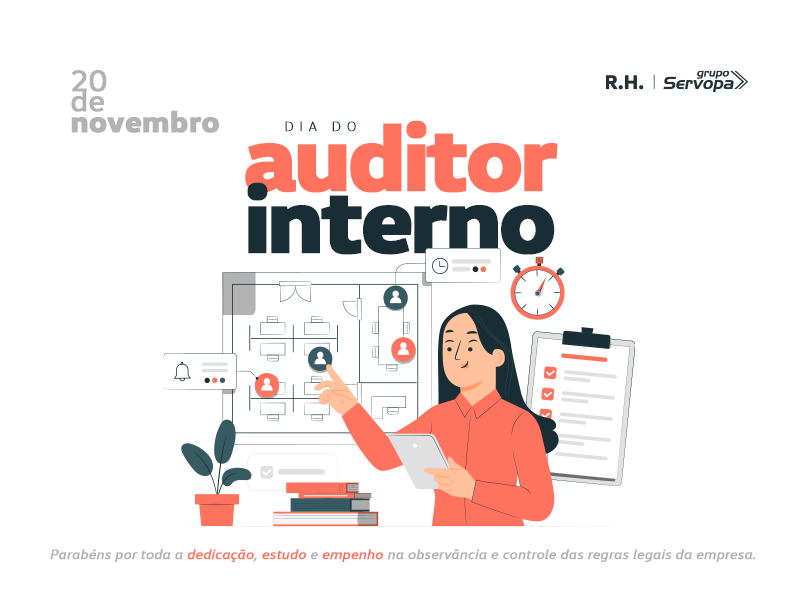 20
de
novembro
R.H. | grupo Servopa
DIA DO
auditor
interno
Parabéns por toda a dedicação, estudo e empenho na observância e controle das regras legais da empresa.